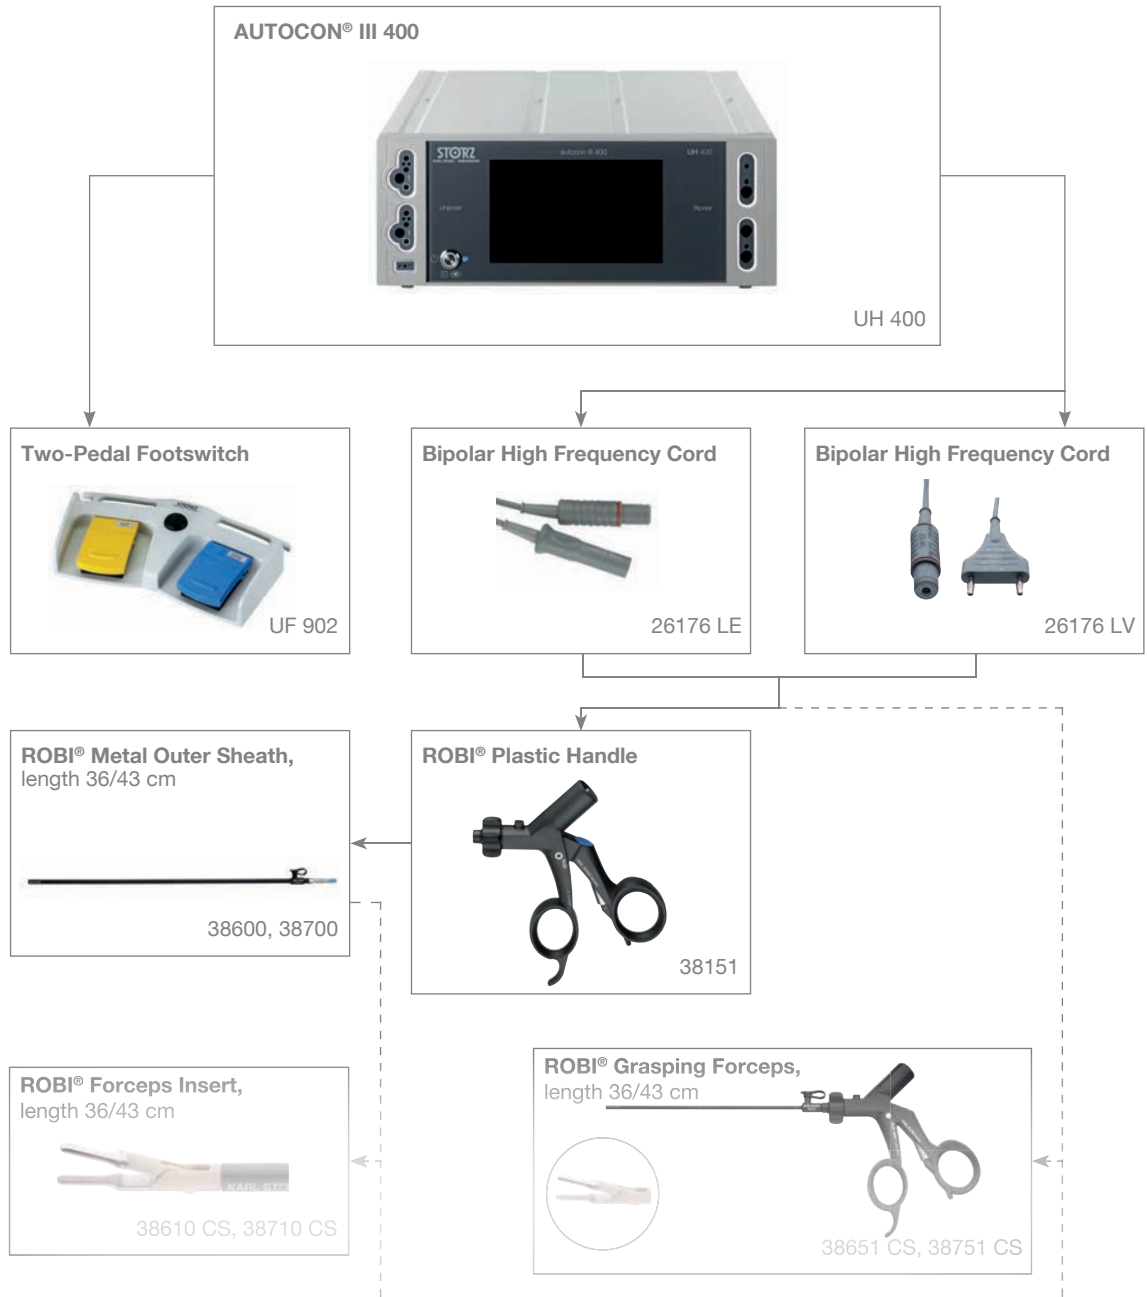 AUTOCON® III 400
STORZ
autocon III 400
UH 400
Unipolar
Bipolar
UH 400
Two-Pedal Footswitch
STORZ
UF 902
Bipolar High Frequency Cord
26176 LE
Bipolar High Frequency Cord
26176 LV
ROBI® Metal Outer Sheath,
length 36/43 cm
38600, 38700
ROBI® Plastic Handle
38151
ROBI® Forceps Insert,
length 36/43 cm
KARL STO
38610 CS, 38710 CS
ROBI® Grasping Forceps,
length 36/43 cm
38651 CS, 38751 CS